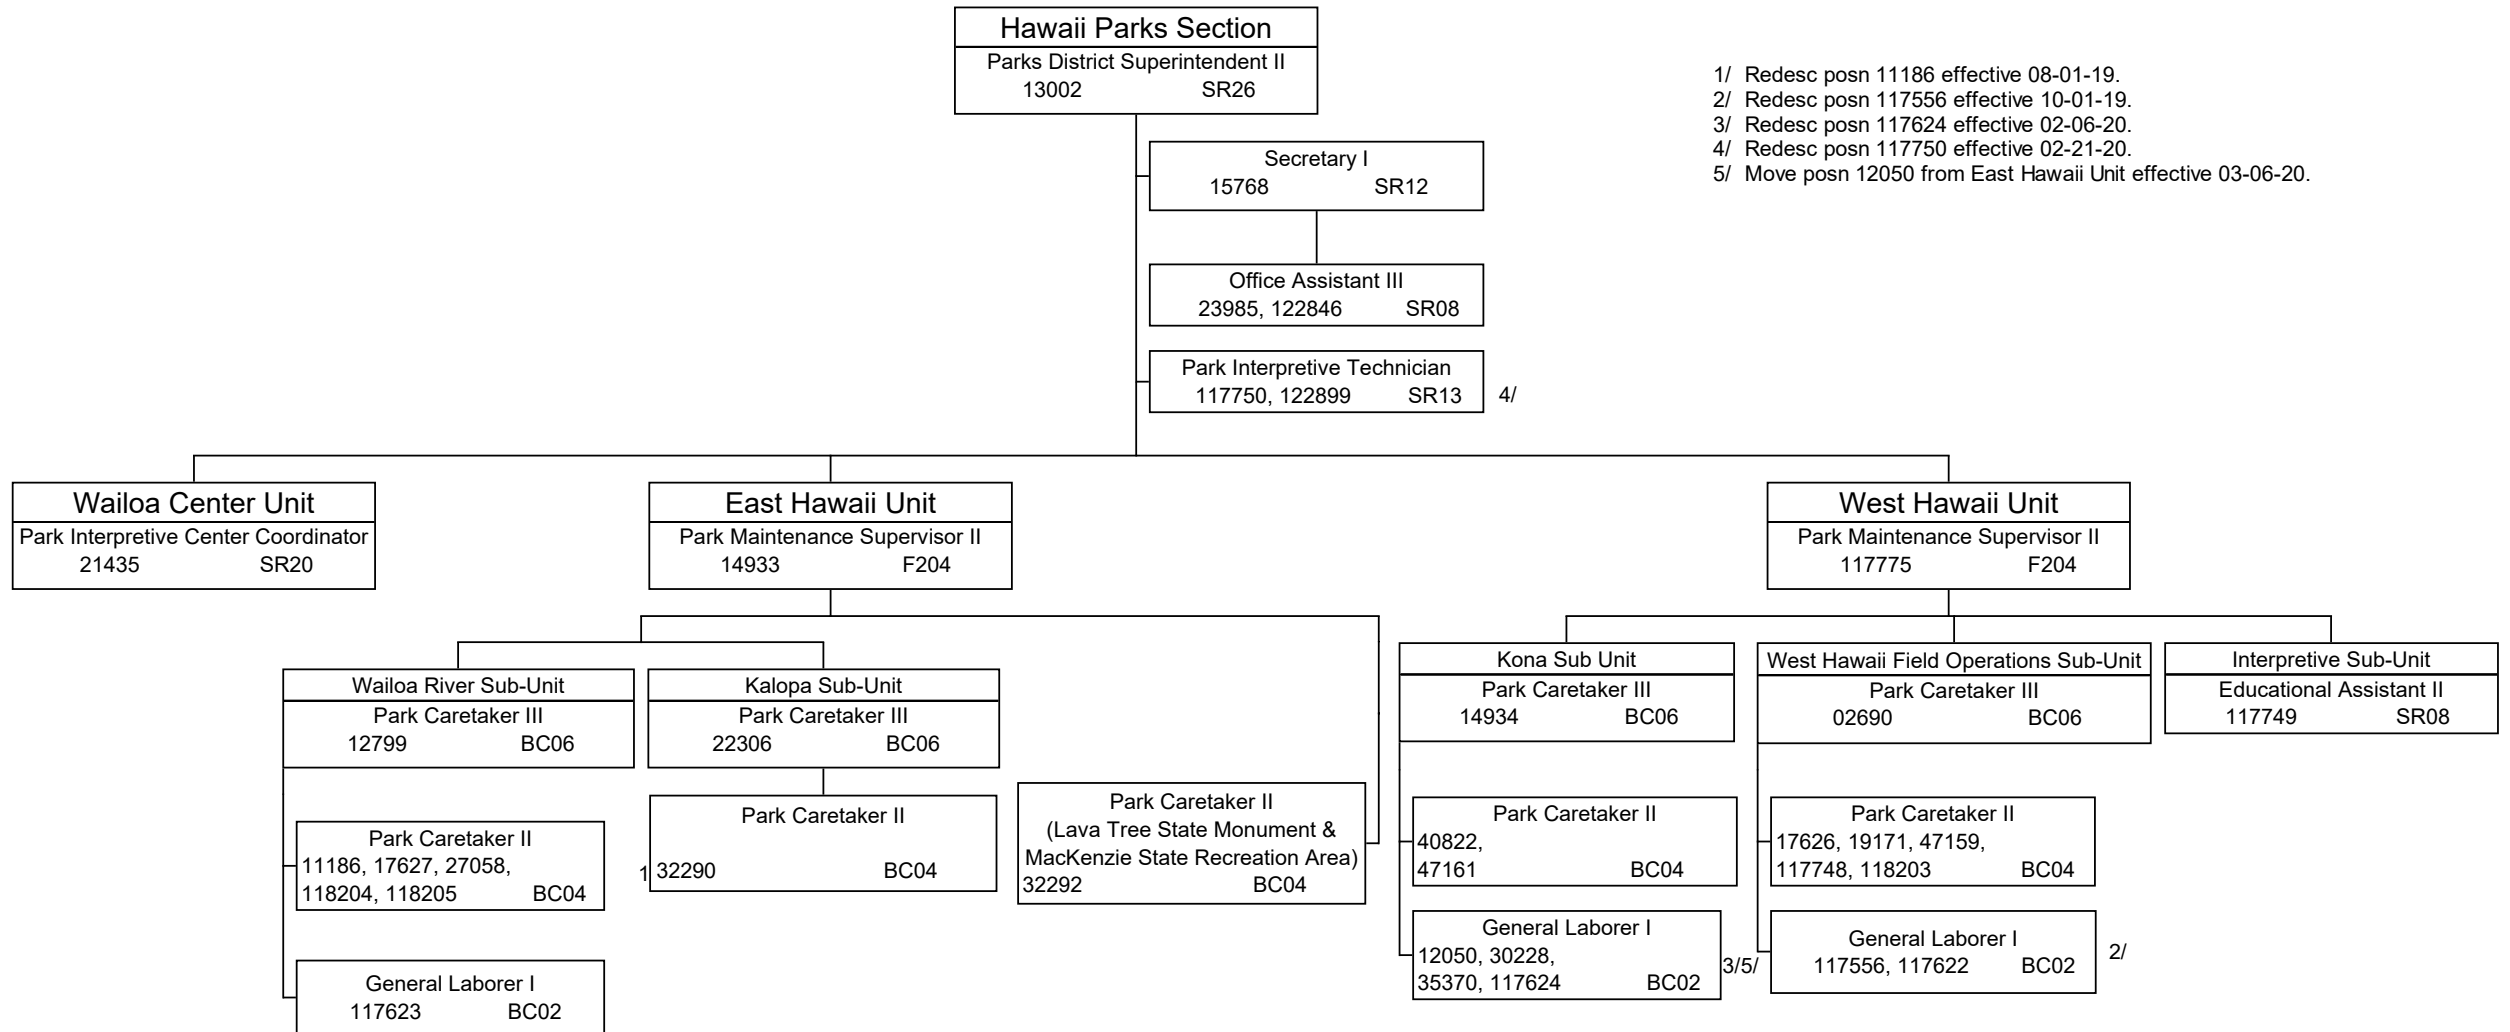 Hawaii Parks Section
Parks District Superintendent II
13002 SR26
1/ Redesc posn 11186 effective 08-01-19.
2/ Redesc posn 117556 effective 10-01-19.
3/ Redesc posn 117624 effective 02-06-20.
4/ Redesc posn 117750 effective 02-21-20.
5/ Move posn 12050 from East Hawaii Unit effective 03-06-20.
Secretary I
15768 SR12
Office Assistant III
23985, 122846 SR08
Park Interpretive Technician
117750, 122899 SR13 4/
Wailoa Center Unit
Park Interpretive Center Coordinator
21435 SR20
East Hawaii Unit
Park Maintenance Supervisor II
14933 F204
West Hawaii Unit
Park Maintenance Supervisor II
117775 F204
Wailoa River Sub-Unit
Park Caretaker III
12799 BC06
Park Caretaker II
11186, 17627, 27058,
118204, 118205 BC04
1
General Laborer I
117623 BC02
Kalopa Sub-Unit
Park Caretaker III
22306 BC06
Park Caretaker II
32290 BC04
Park Caretaker II
(Lava Tree State Monument &
MacKenzie State Recreation Area)
32292 BC04
Kona Sub Unit
Park Caretaker III
14934 BC06
Park Caretaker II
40822,
47161 BC04
General Laborer I
12050, 30228,
35370, 117624 BC02
3/5/
West Hawaii Field Operations Sub-Unit
Park Caretaker III
02690 BC06
Park Caretaker II
17626, 19171, 47159,
117748, 118203 BC04
General Laborer I
117556, 117622 BC02
2/
Interpretive Sub-Unit
Educational Assistant II
117749 SR08